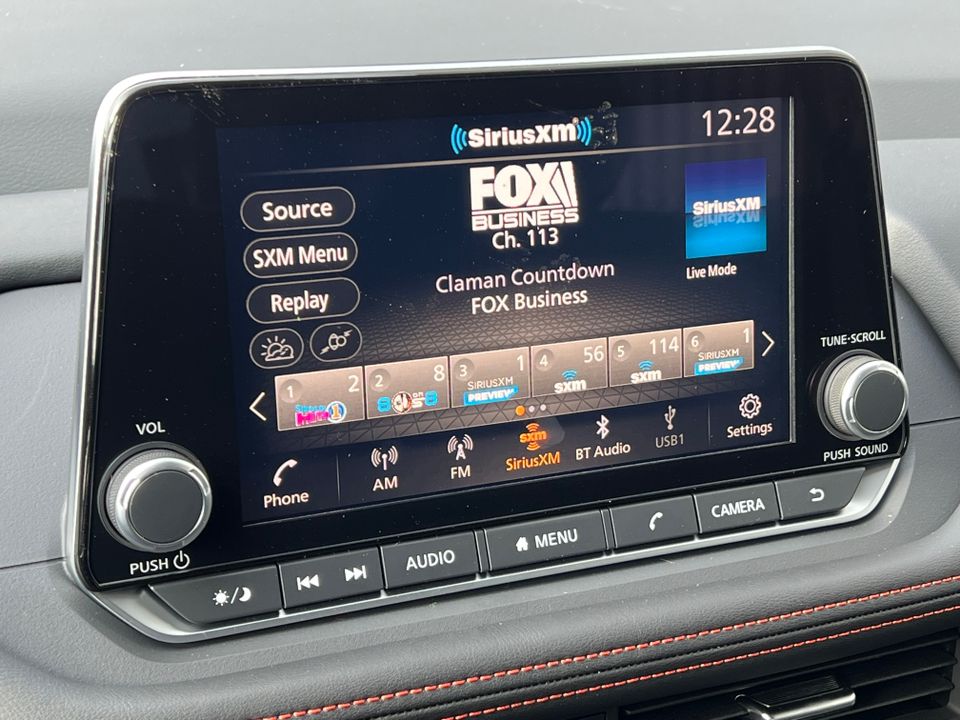 SiriusXM
12:28
FOX
BUSINESS
Ch. 113
SiriusXM
Live Mode
Source
SXM Menu
Replay
Claman Countdown
FOX Business
1 2
2 8
3 1
SIRIUSXM
PREVIEW
4 56
sxm
5 114
sxm
6 1
SIRIUSXM
PREVIEW
Phone
AM
FM
sxm
SiriusXM
BT Audio
USB1
Settings
VOL
PUSH
TUNE·SCROLL
PUSH SOUND
AUDIO
MENU
CAMERA